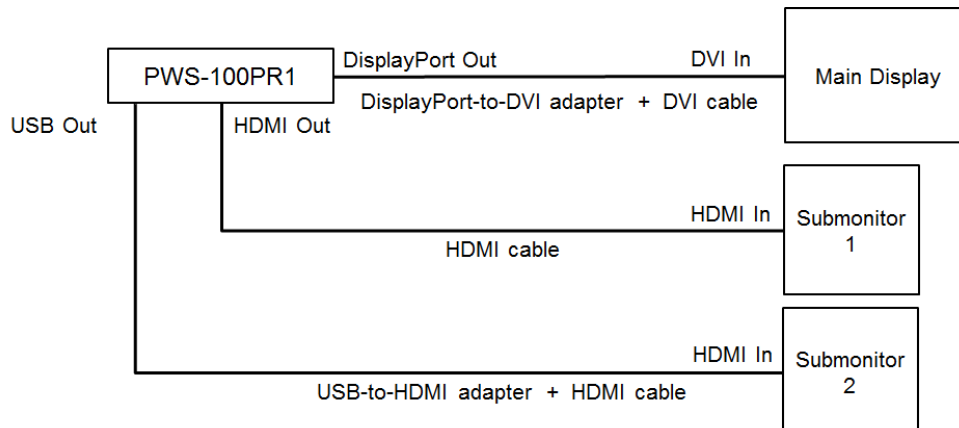 PWS-100PR1
DisplayPort Out
DVI In
Main Display
DisplayPort-to-DVI adapter + DVI cable
USB Out
HDMI Out
HDMI In
Submonitor
1
HDMI cable
HDMI In
Submonitor
2
USB-to-HDMI adapter + HDMI cable